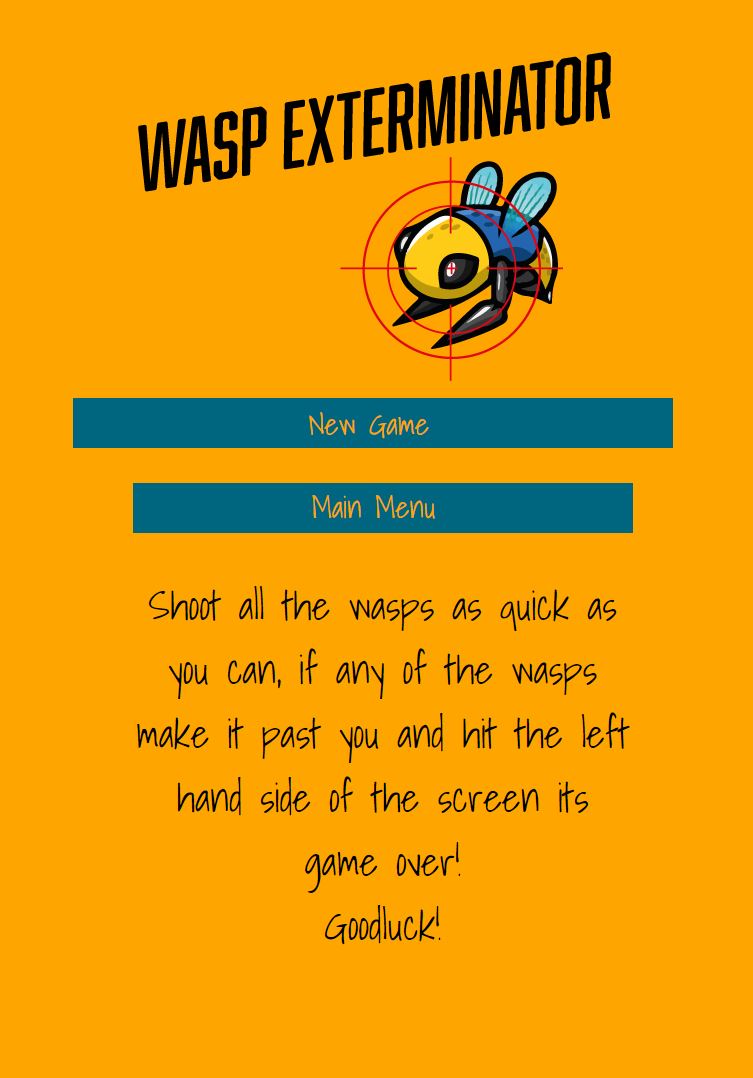 WASP EXTERMINATOR
New Game
Main Menu
Shoot all the wasps as quick as
you can, if any of the wasps
make it past you and hit the left
hand side of the screen its
game over!
Goodluck!